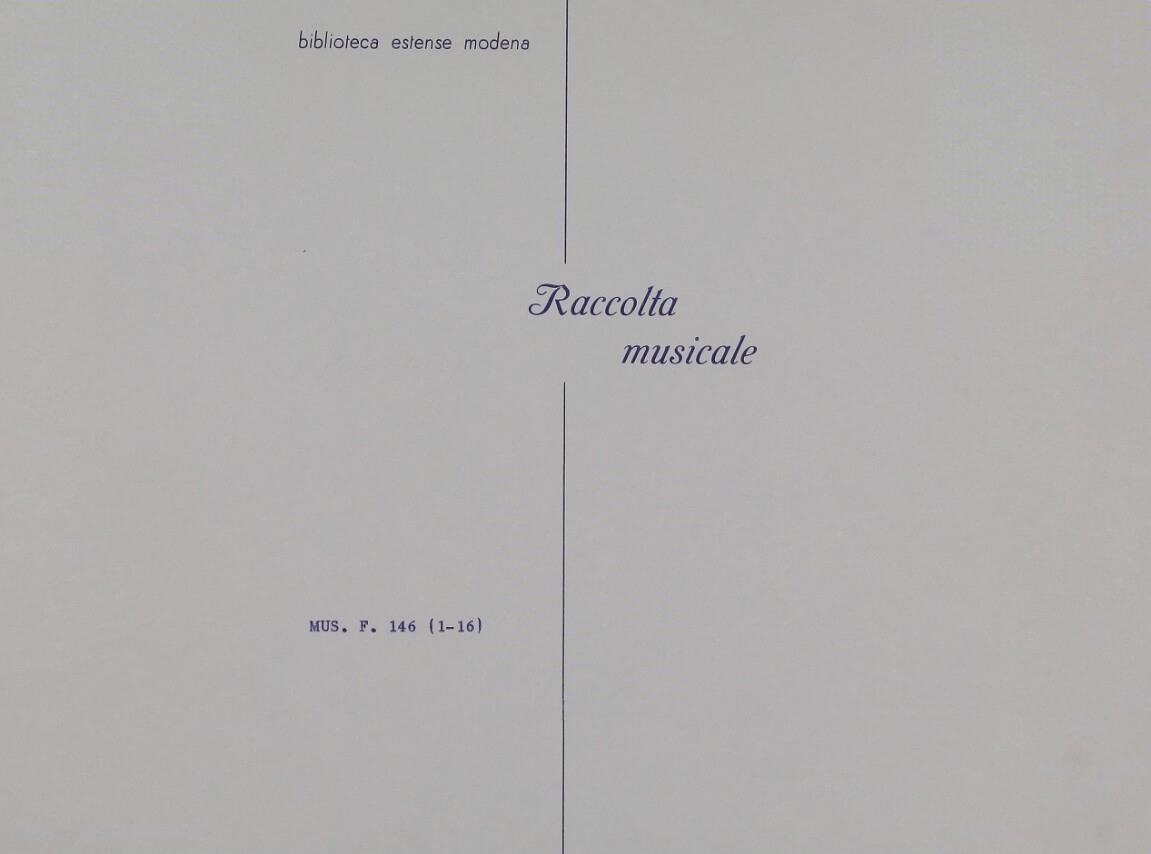 biblioteca estense modena
Raccolta
musicale
MUS. F. 146 (1-16)